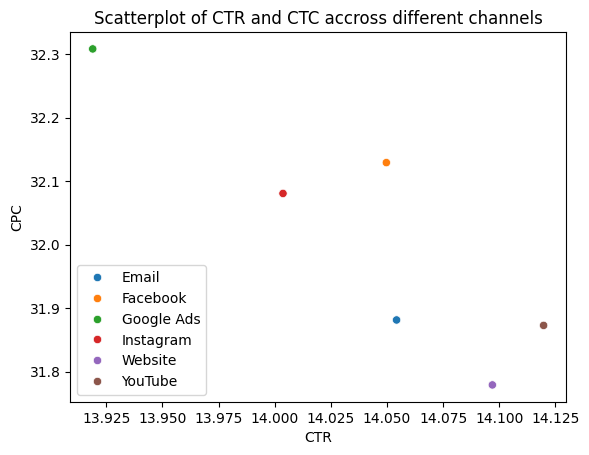 Scatterplot of CTR and CTC accross different channels
32.3
32.2
32.1
32.0
31.9
31.8
CPC
Email
Facebook
Google Ads
Instagram
Website
YouTube
13.925 13.950 13.975 14.000 14.025 14.050 14.075 14.100 14.125
CTR